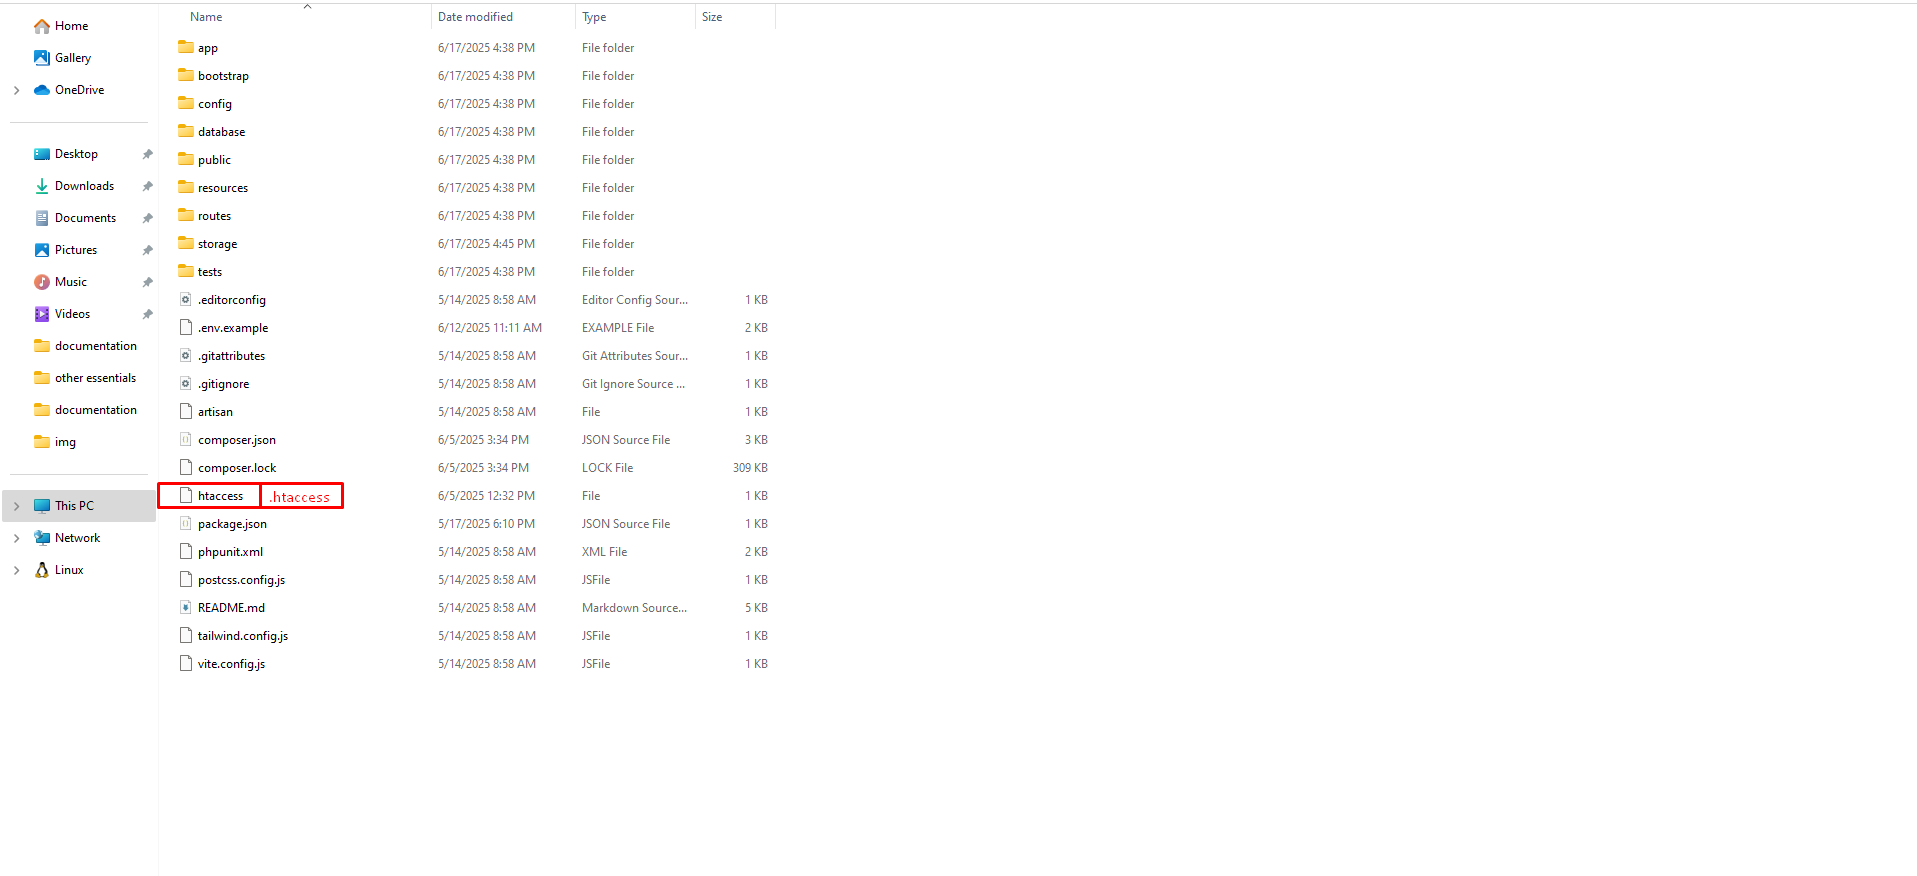 Home
Gallery
OneDrive
Desktop
Downloads
Documents
Pictures
Music
Videos
documentation
other essentials
documentation
img
This PC
Network
Linux
Name Date modified Type Size
app 6/17/2025 4:38 PM File folder
bootstrap 6/17/2025 4:38 PM File folder
config 6/17/2025 4:38 PM File folder
database 6/17/2025 4:38 PM File folder
public 6/17/2025 4:38 PM File folder
resources 6/17/2025 4:38 PM File folder
routes 6/17/2025 4:38 PM File folder
storage 6/17/2025 4:45 PM File folder
tests 6/17/2025 4:38 PM File folder
.editorconfig 5/14/2025 8:58 AM Editor Config Sour... 1 KB
.env.example 6/12/2025 11:11 AM EXAMPLE File 2 KB
.gitattributes 5/14/2025 8:58 AM Git Attributes Sour... 1 KB
.gitignore 5/14/2025 8:58 AM Git Ignore Source ... 1 KB
artisan 5/14/2025 8:58 AM File 1 KB
composer.json 6/5/2025 3:34 PM JSON Source File 3 KB
composer.lock 6/5/2025 3:34 PM LOCK File 309 KB
htaccess .htaccess 6/5/2025 12:32 PM File 1 KB
package.json 5/17/2025 6:10 PM JSON Source File 1 KB
phpunit.xml 5/14/2025 8:58 AM XML File 2 KB
postcss.config.js 5/14/2025 8:58 AM JSFile 1 KB
README.md 5/14/2025 8:58 AM Markdown Source... 5 KB
tailwind.config.js 5/14/2025 8:58 AM JSFile 1 KB
vite.config.js 5/14/2025 8:58 AM JSFile 1 KB